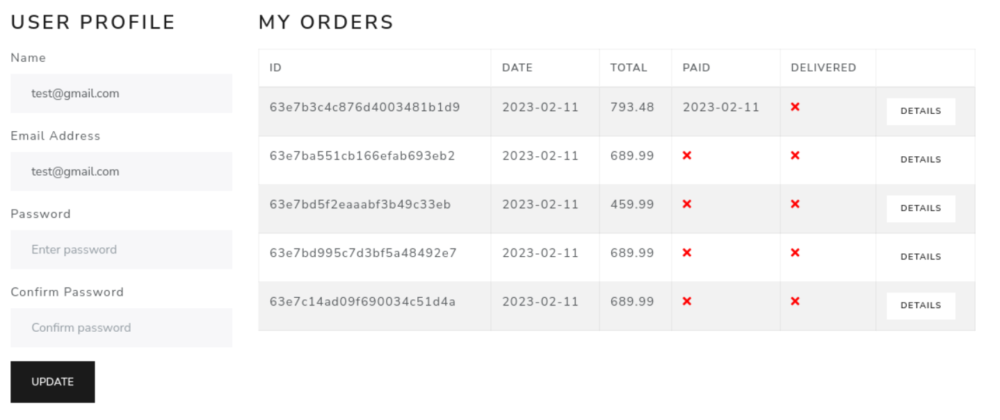 USER PROFILE
Name
test@gmail.com
Email Address
test@gmail.com
Password
Enter password
Confirm Password
Confirm password
UPDATE
MY ORDERS
ID DATE TOTAL PAID DELIVERED
63e7b3c4c876d4003481b1d9 2023-02-11 793.48 2023-02-11 DETAILS
63e7ba551cb166efab693eb2 2023-02-11 689.99 DETAILS
63e7bd5f2eaaabf3b49c33eb 2023-02-11 459.99 DETAILS
63e7bd995c7d3bf5a48492e7 2023-02-11 689.99 DETAILS
63e7c14ad09f690034c51d4a 2023-02-11 689.99 DETAILS